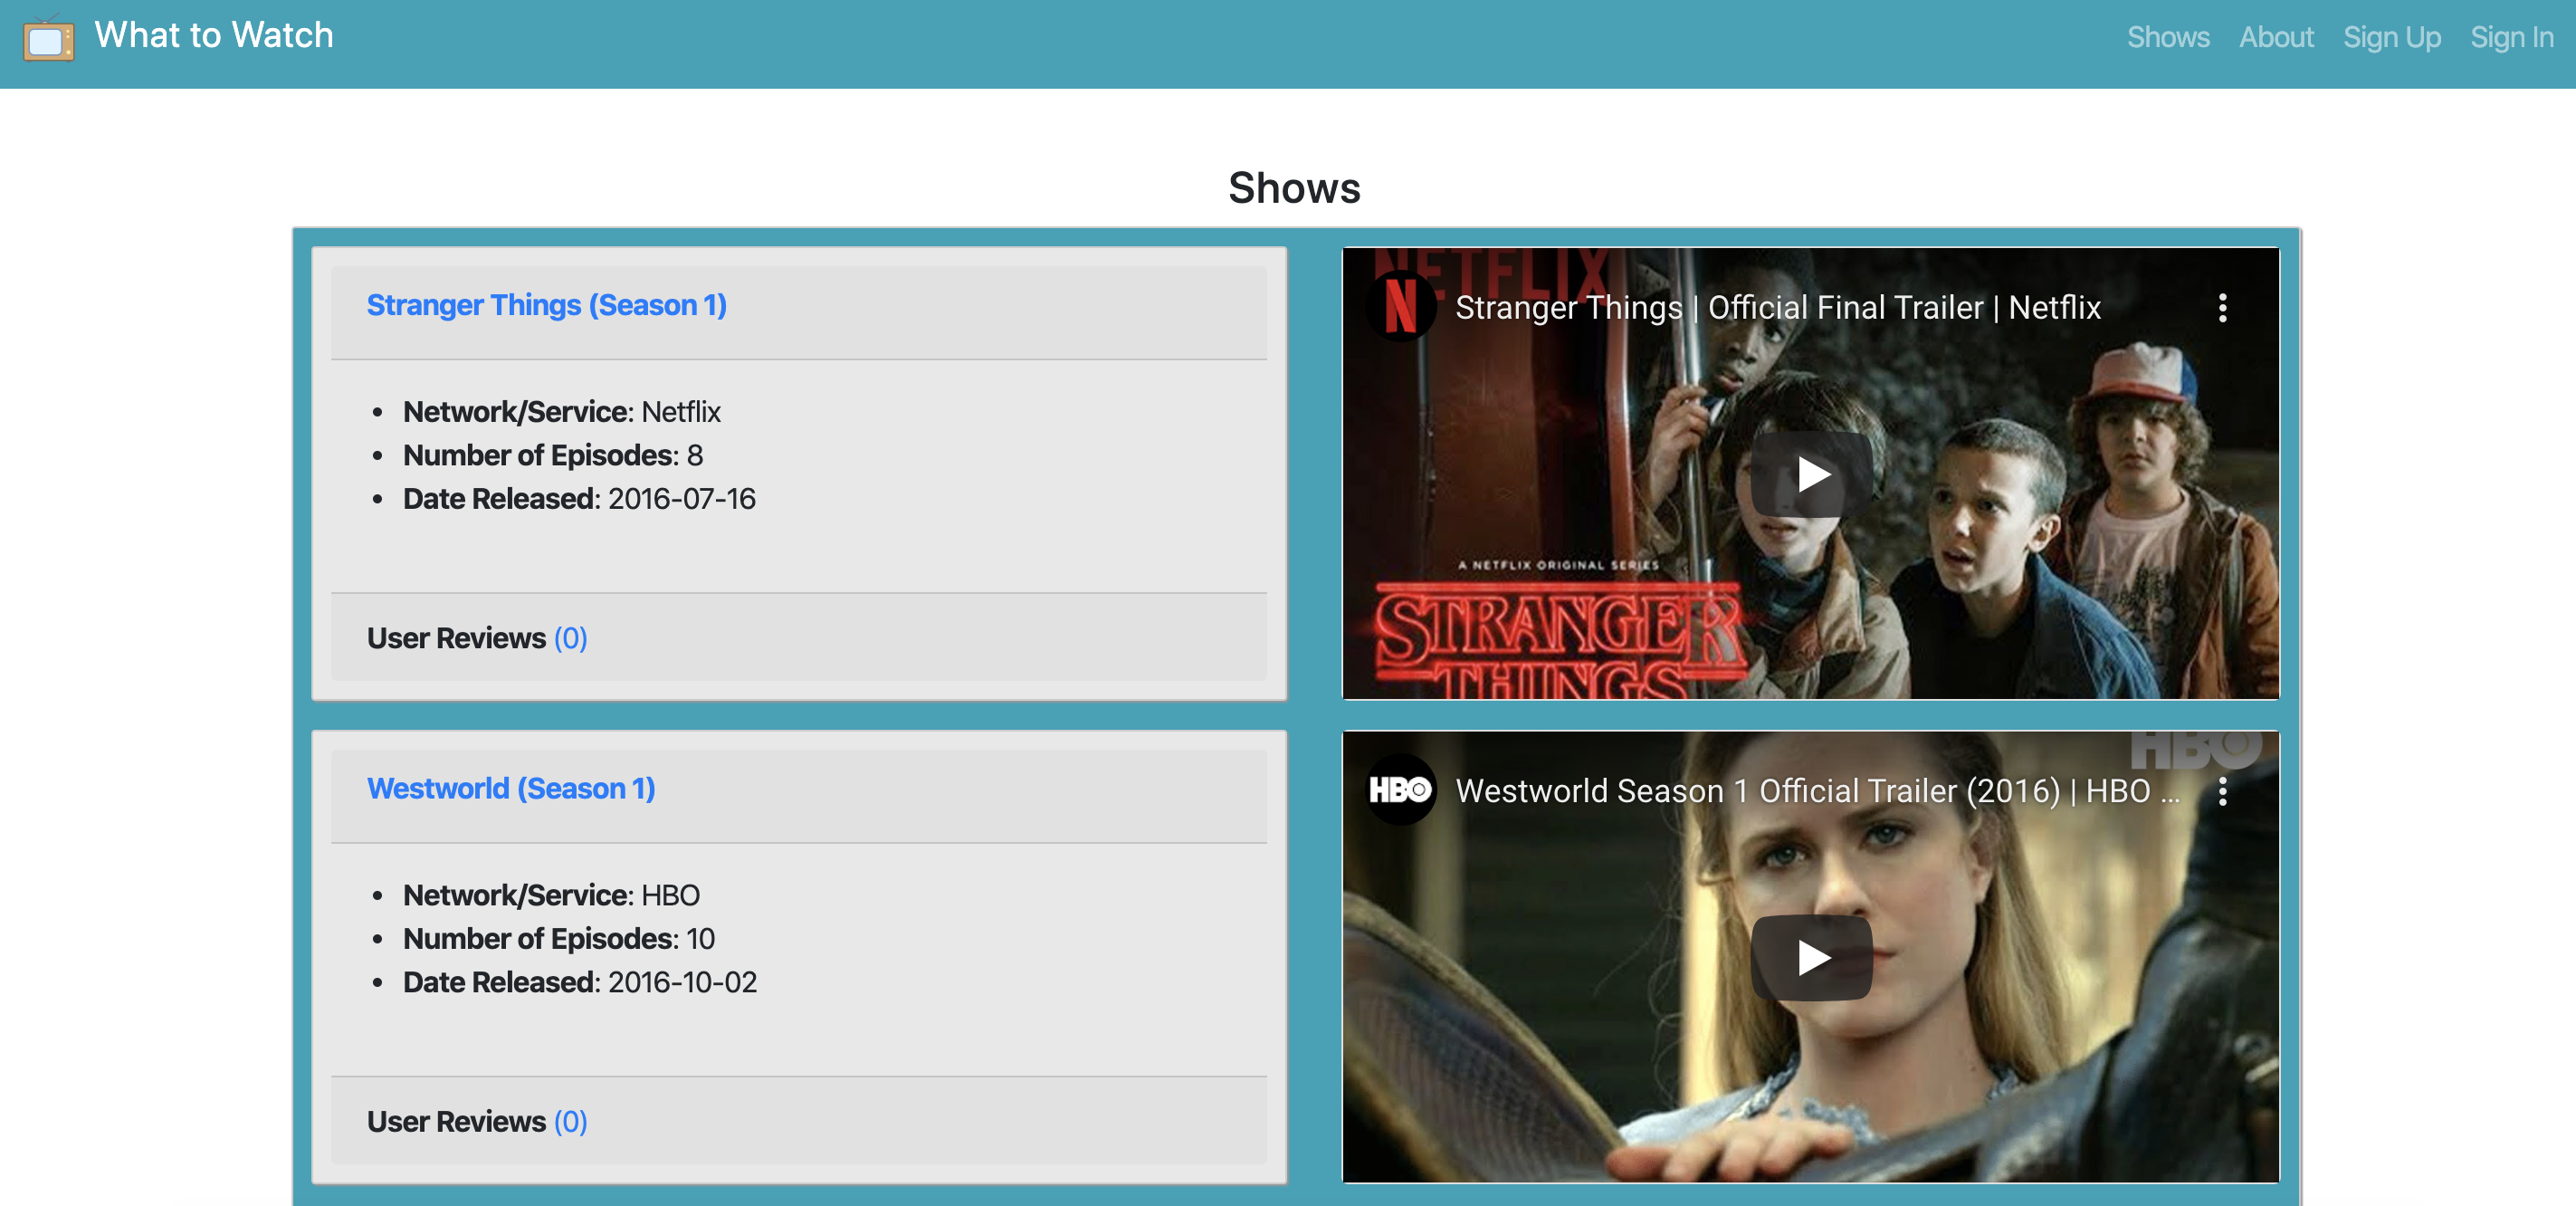 What to Watch
Shows About Sign Up Sign In
Shows
Stranger Things (Season 1)
• Network/Service: Netflix
• Number of Episodes: 8
• Date Released: 2016-07-16
User Reviews (0)
NETFLIX
N
Stranger Things | Official Final Trailer | Netflix
A NETFLIX ORIGINAL SERIES
STRANGER
THINGS
Westworld (Season 1)
• Network/Service: HBO
• Number of Episodes: 10
• Date Released: 2016-10-02
User Reviews (0)
HBO
HBO
Westworld Season 1 Official Trailer (2016) | HBO ...